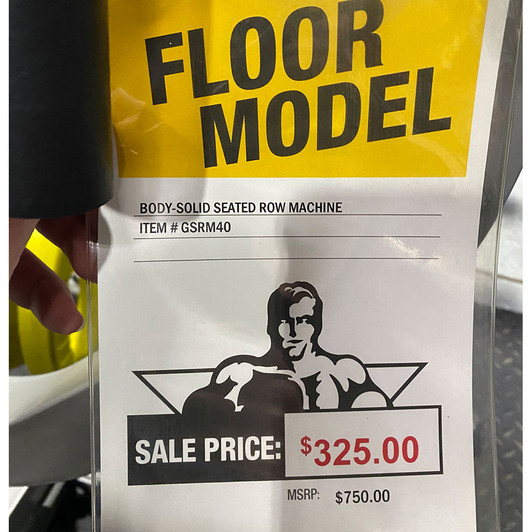 FLOOR
MODEL
BODY-SOLID SEATED ROW MACHINE
ITEM # GSRM40
SALE PRICE: $325.00
MSRP: $750.00